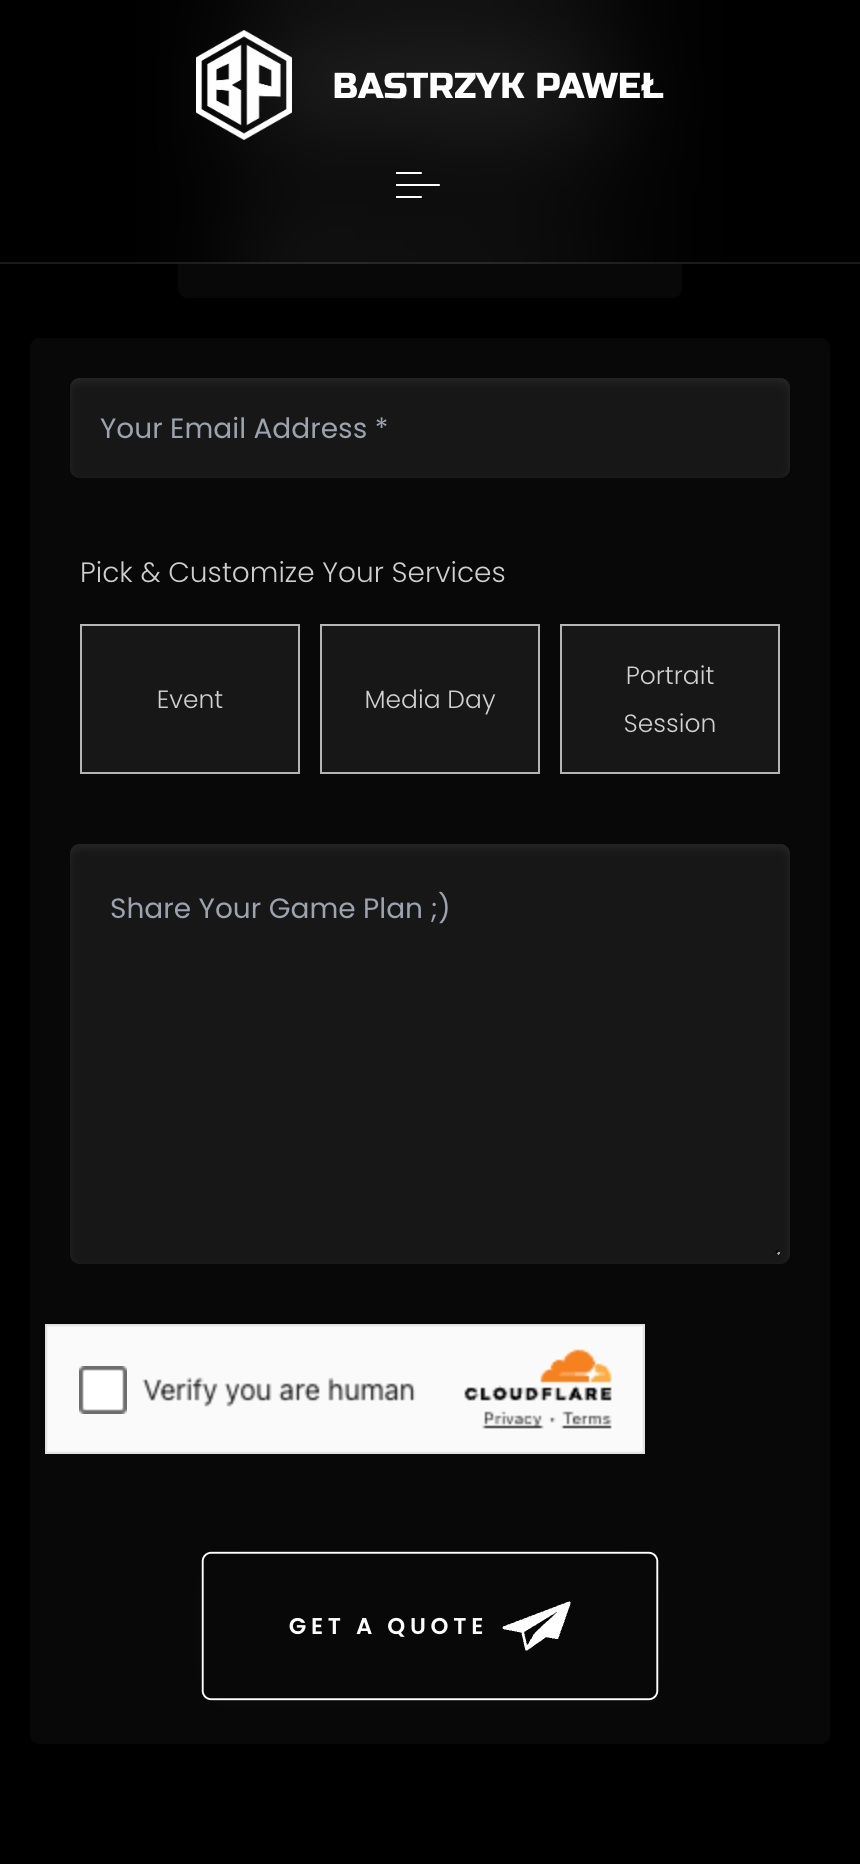 BP
BASTRZYK PAWEŁ
Your Email Address *
Pick & Customize Your Services
Event
Media Day
Portrait
Session
Share Your Game Plan ;)
Verify you are human
CLOUDFLARE
Privacy • Terms
GET A QUOTE